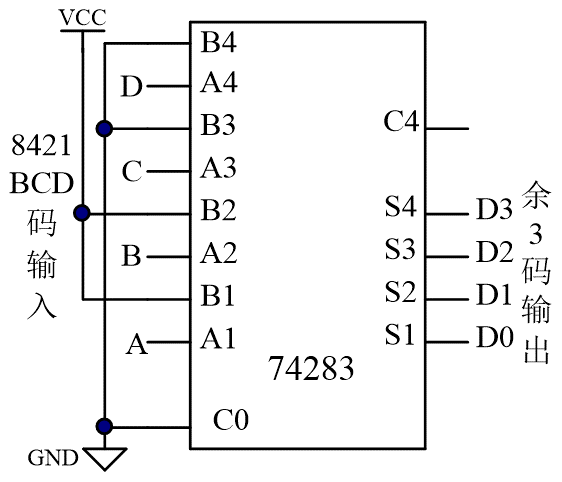 VCC
8421
BCD
码
输
入
GND
D
C
B
A
B4
A4
B3
A3
B2
A2
B1
A1
C0
74283
C4
S4
S3
S2
S1
D3
D2
D1
D0
余
3
码
输
出